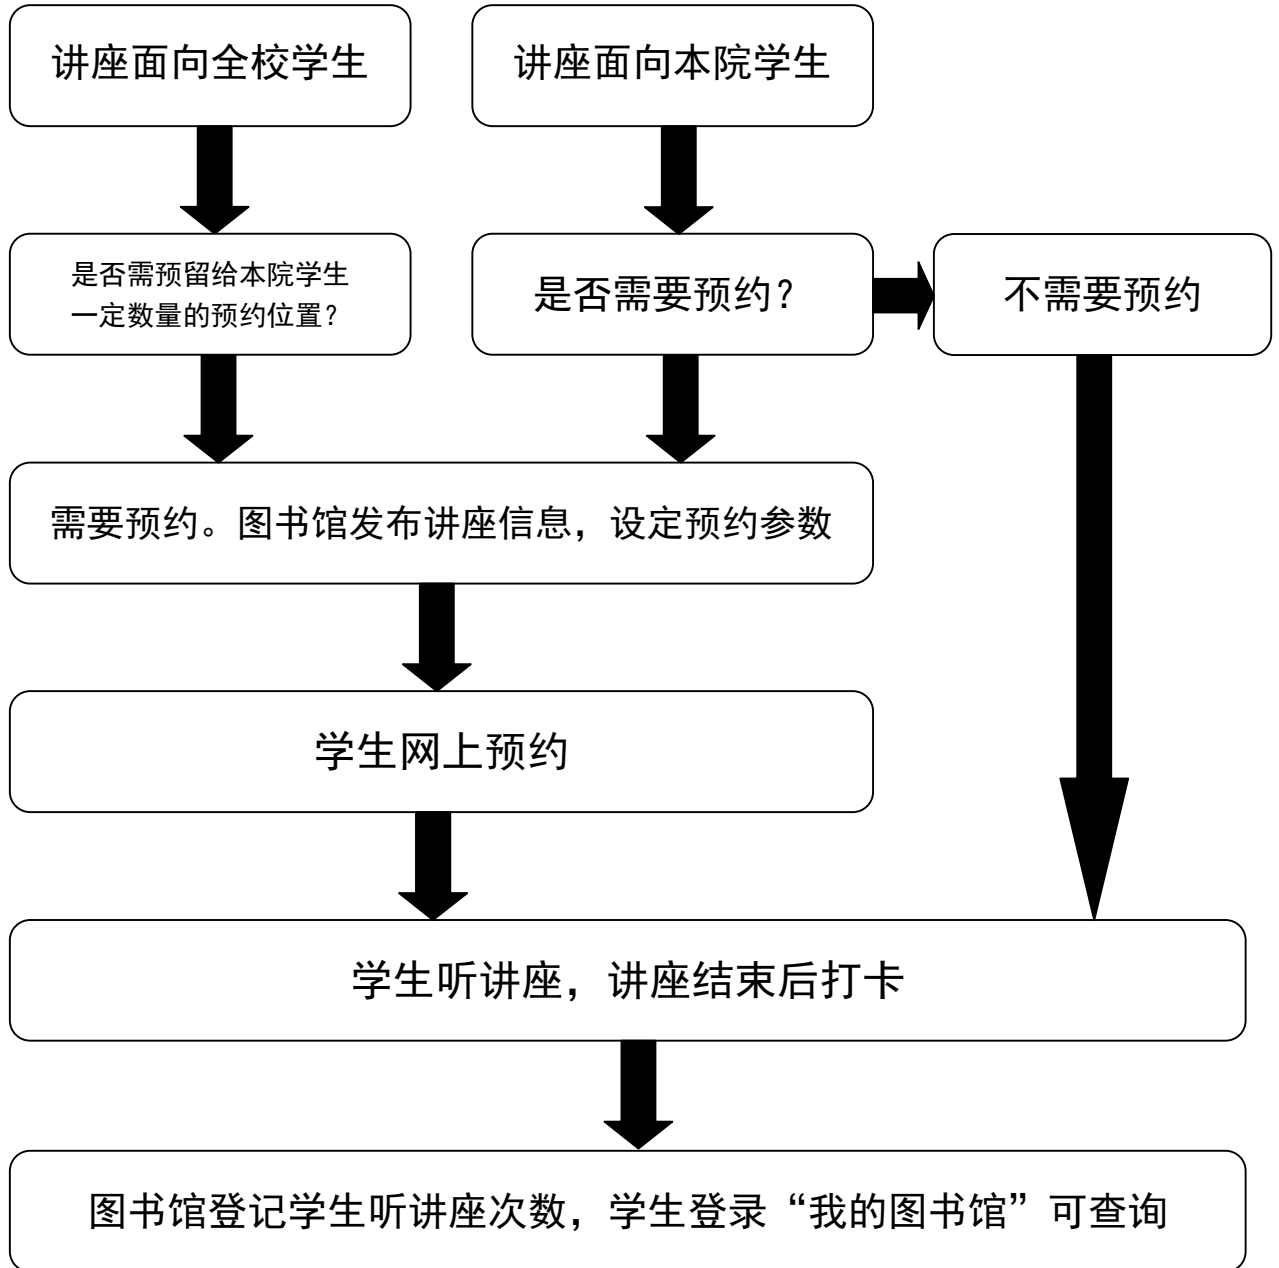 讲座面向全校学生
讲座面向本院学生
是否需预留给本院学生
一定数量的预约位置？
是否需要预约？
不需要预约
需要预约。图书馆发布讲座信息，设定预约参数
学生网上预约
学生听讲座，讲座结束后打卡
图书馆登记学生听讲座次数，学生登录“我的图书馆”可查询